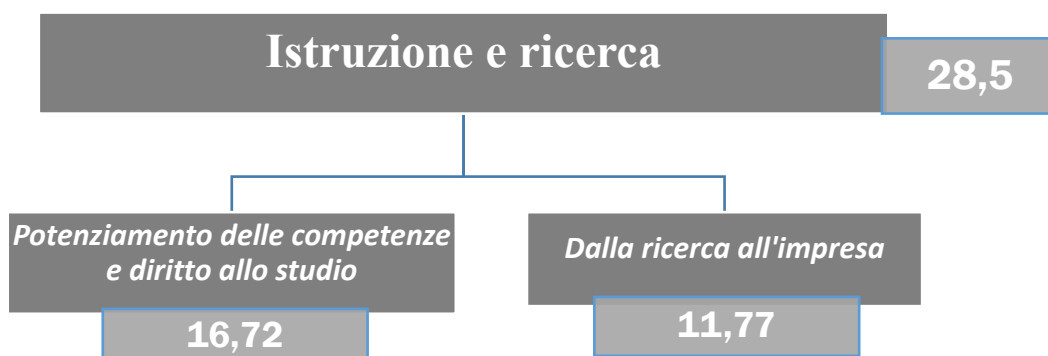 Istruzione e ricerca
28,5
Potenziamento delle competenze
e diritto allo studio
16,72
Dalla ricerca all'impresa
11,77